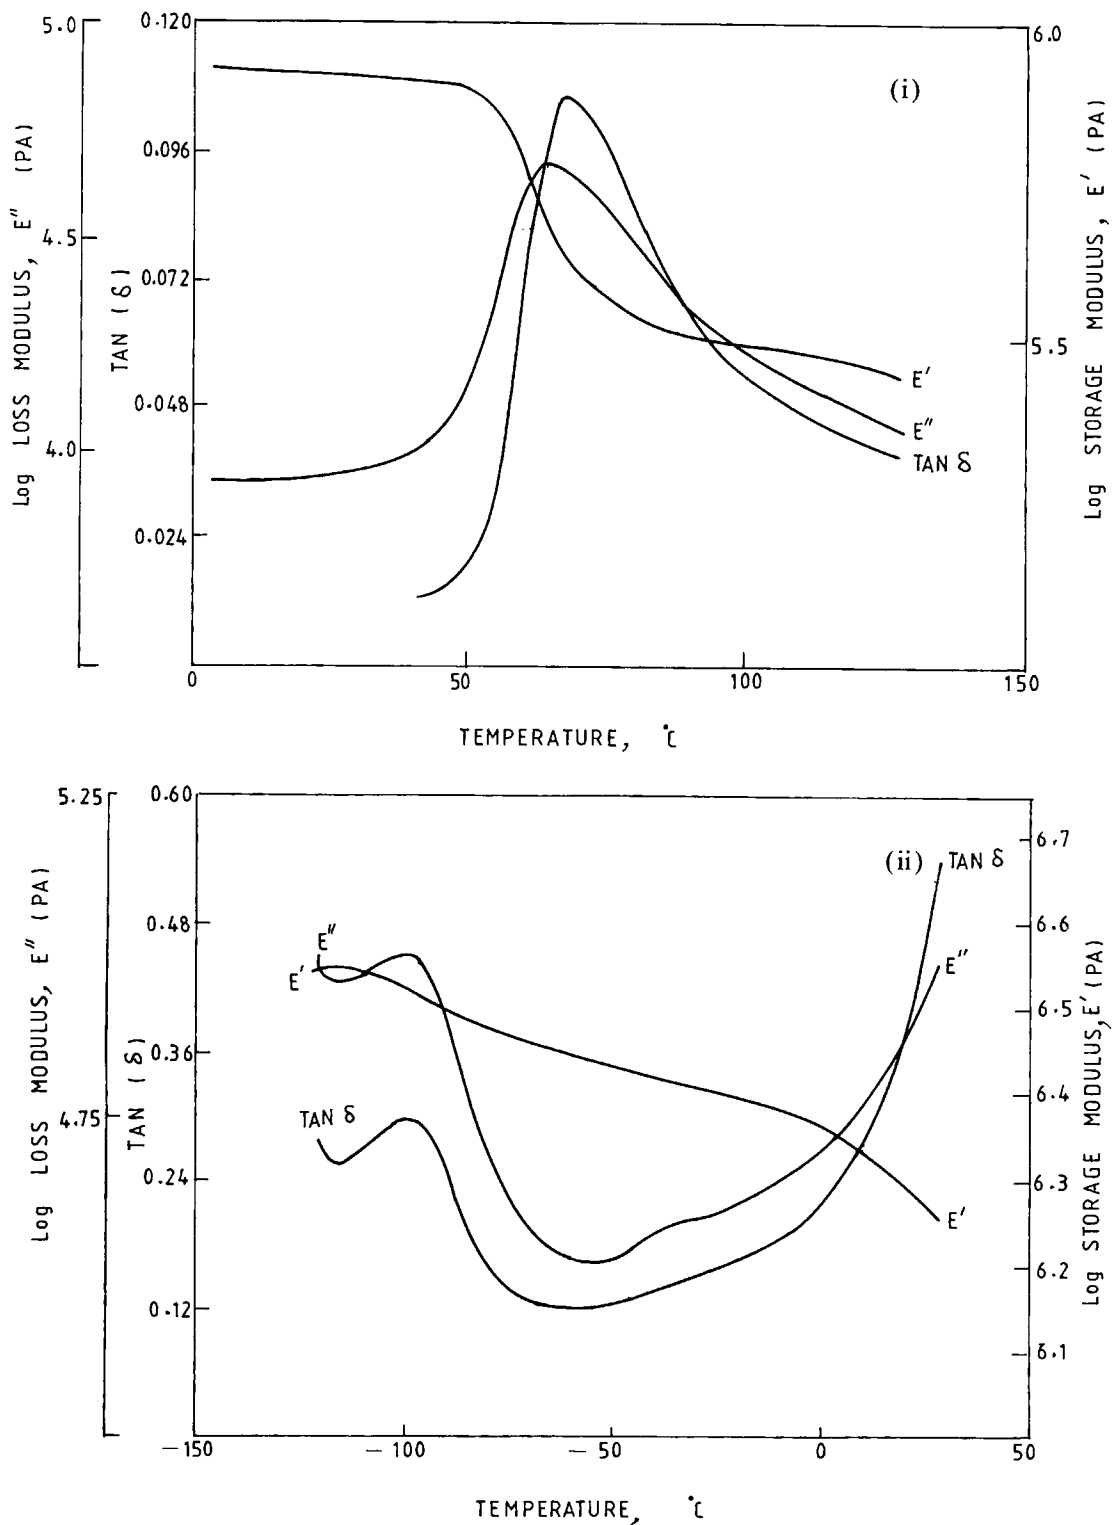 (i)
Log LOSS MODULUS, E" (PA)
5.0
4.5
4.0
TAN (δ)
0.120
0.096
0.072
0.048
0.024
Log STORAGE MODULUS, E' (PA)
6.0
5.5
E'
E"
TAN δ
0 50 100 150
TEMPERATURE, °C
(ii)
Log LOSS MODULUS, E" (PA)
5.25
4.75
TAN (δ)
0.60
0.48
0.36
0.24
0.12
Log STORAGE MODULUS, E' (PA)
6.7
6.6
6.5
6.4
6.3
6.2
6.1
E"
E'
TAN δ
TAN δ
E"
E'
-150 -100 -50 0 50
TEMPERATURE, °C